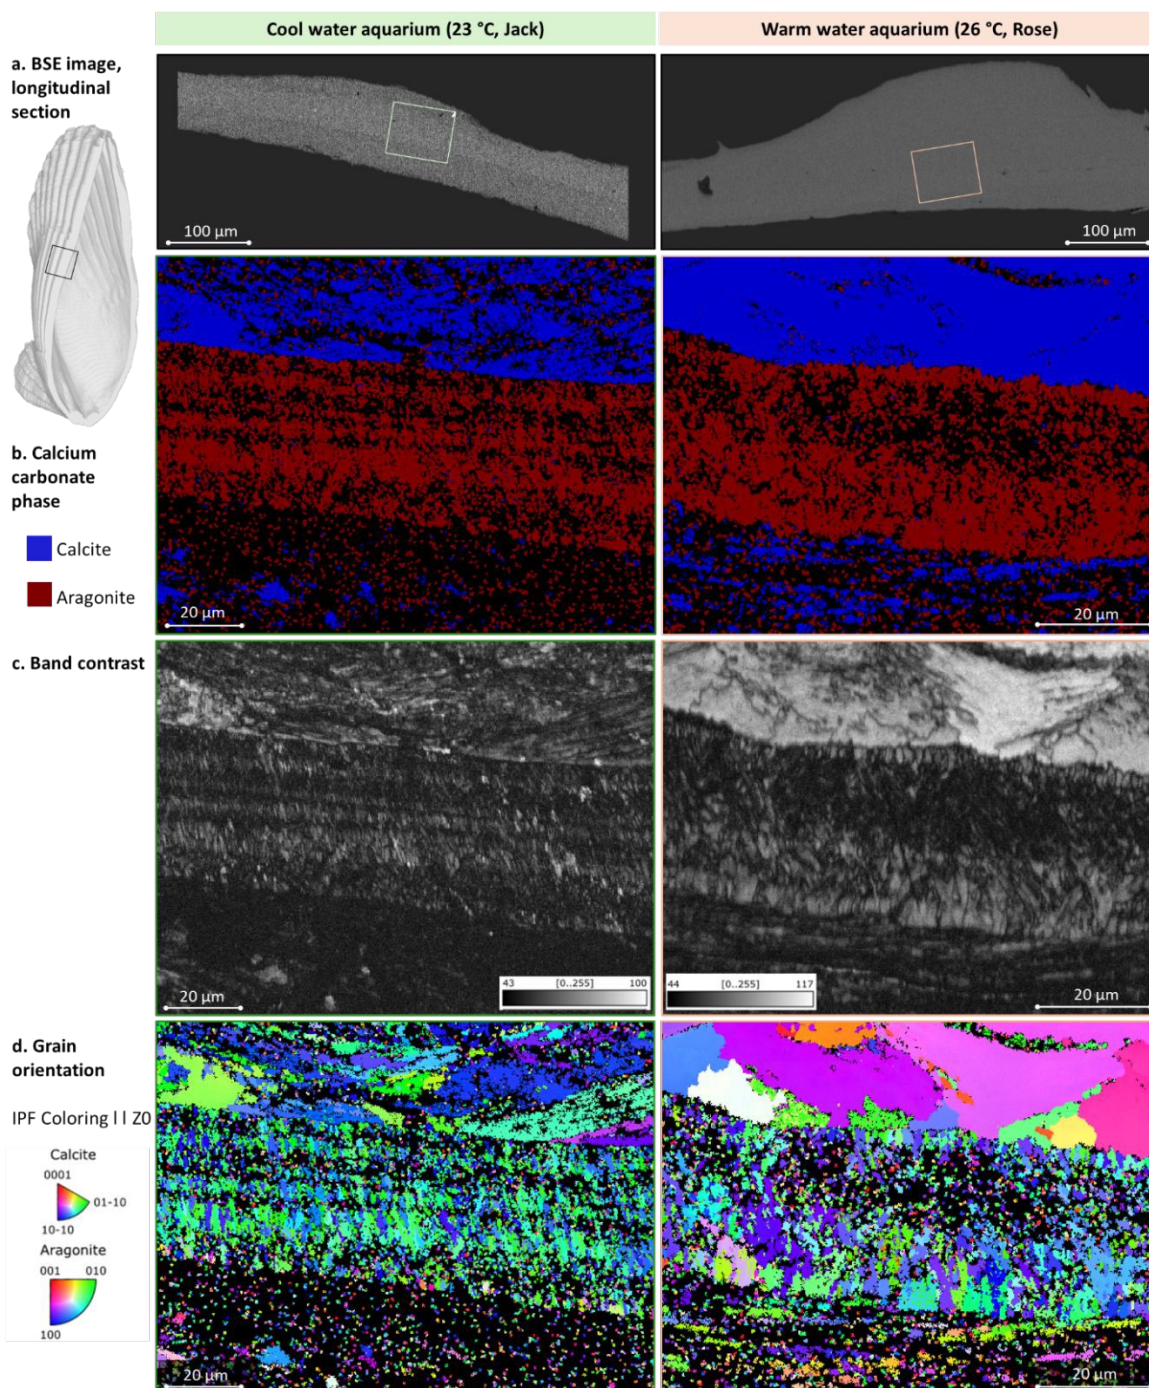 Cool water aquarium (23 °C, Jack)
Warm water aquarium (26 °C, Rose)
a. BSE image,
longitudinal
section
100 µm
100 µm
b. Calcium
carbonate
phase
Calcite
Aragonite
20 µm
20 µm
c. Band contrast
20 µm
43 [0..255] 100
44 [0..255] 117
20 µm
d. Grain
orientation
IPF Coloring l l Z0
Calcite
0001
01-10
10-10
Aragonite
001 010
100
20 µm
20 µm